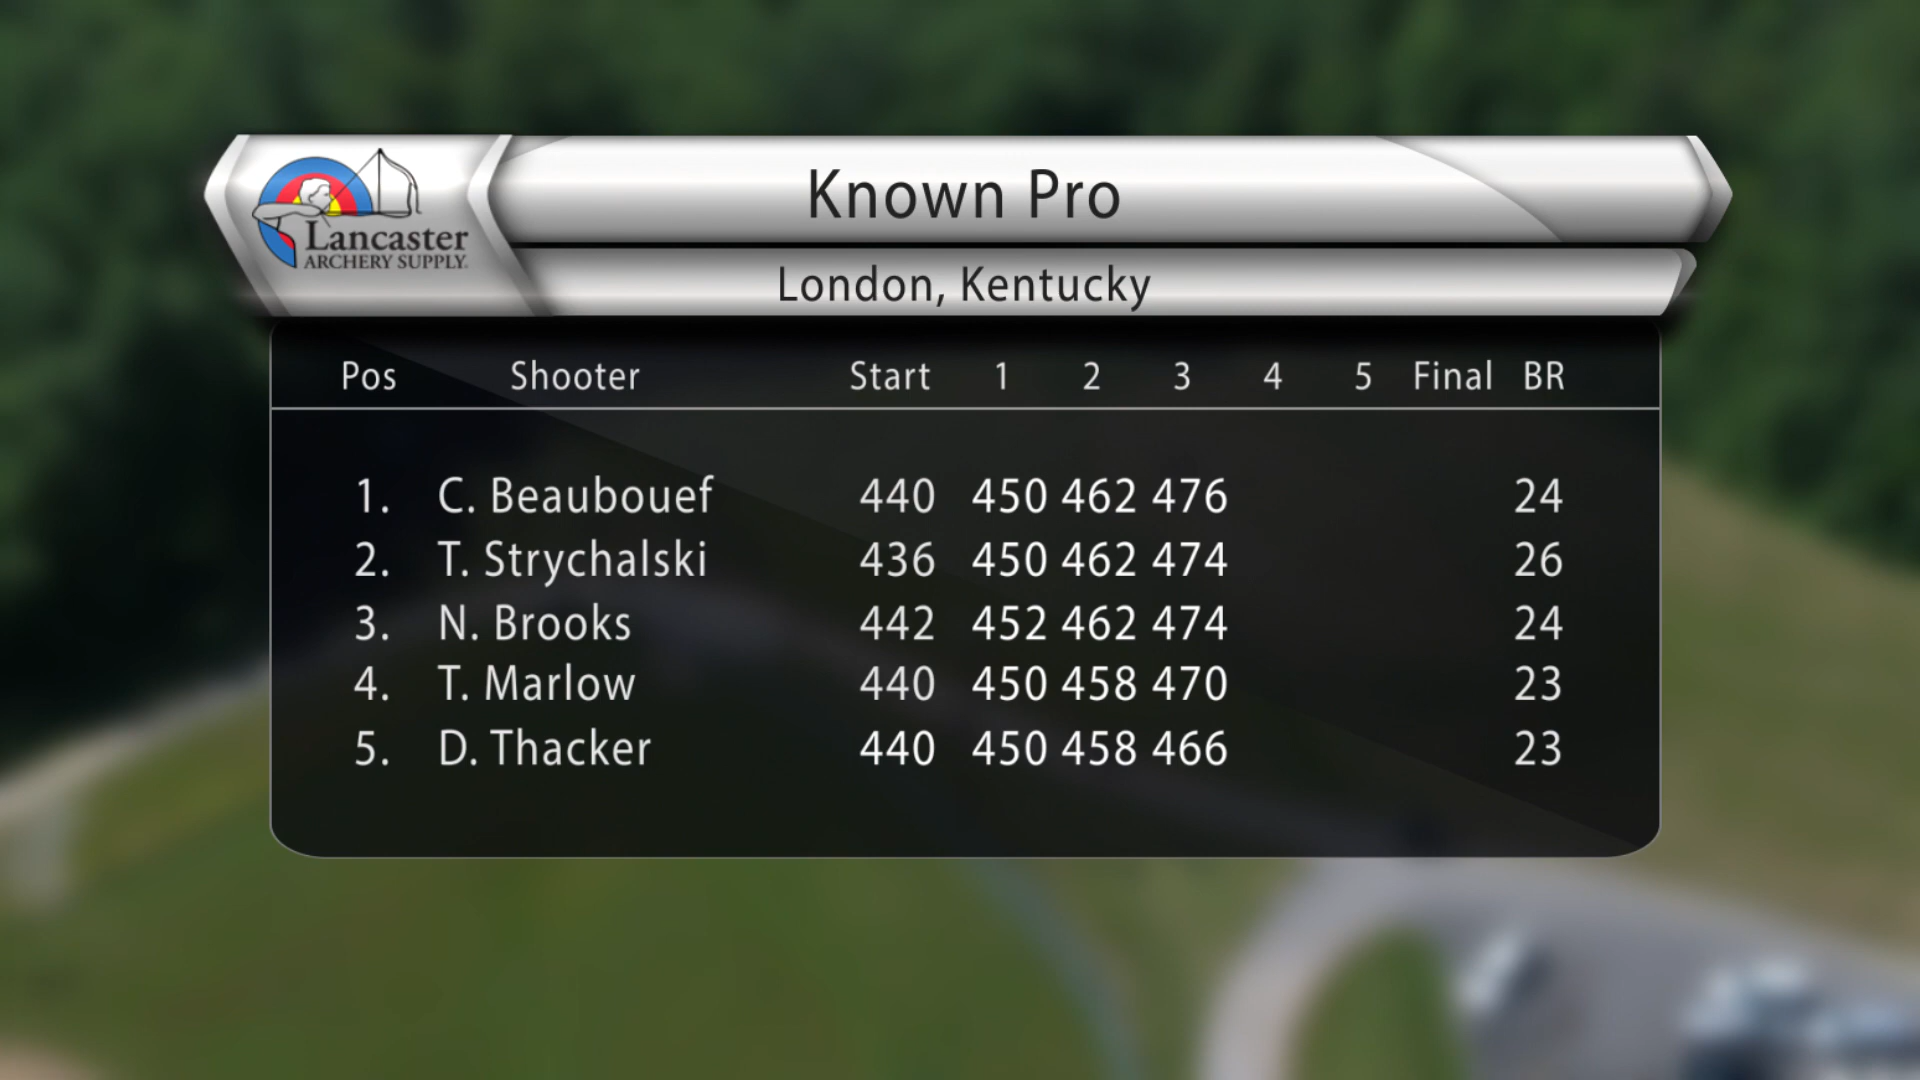 Lancaster
ARCHERY SUPPLY.
Known Pro
London, Kentucky
Pos Shooter Start 1 2 3 4 5 Final BR
1. C. Beaubouef 440 450 462 476 24
2. T. Strychalski 436 450 462 474 26
3. N. Brooks 442 452 462 474 24
4. T. Marlow 440 450 458 470 23
5. D. Thacker 440 450 458 466 23